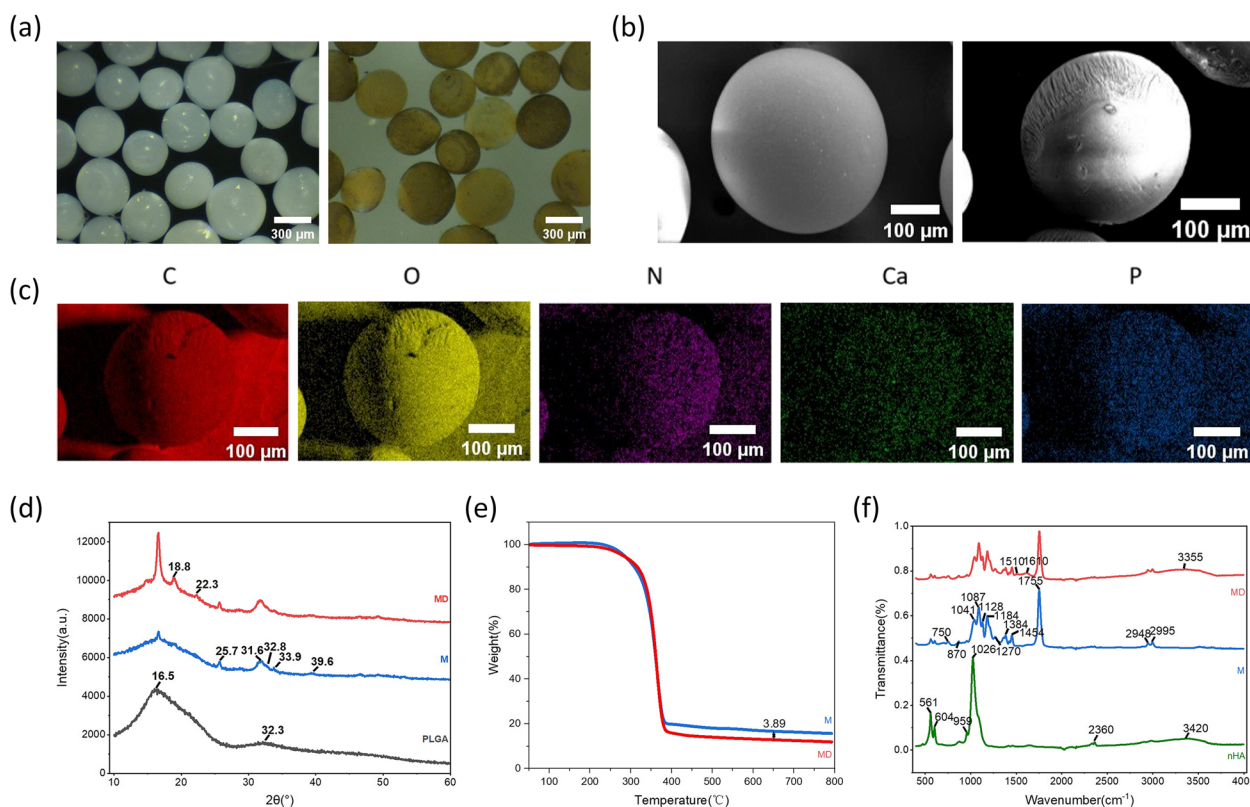 (a)
(b)
300 µm
300 µm
100 µm
100 µm
(c)
C
O
N
Ca
P
100 µm
100 µm
100 µm
100 µm
100 µm
(d)
Intensity(a.u.)
12000
10000
8000
6000
4000
2000
0
10
20
30
40
50
60
2θ(°)
18.8
22.3
MD
25.7
31.6
32.8
33.9
39.6
M
16.5
32.3
PLGA
(e)
Weight(%)
100
80
60
40
20
0
100
200
300
400
500
600
700
800
Temperature(℃)
3.89
M
MD
(f)
Transmittance(%)
1.0
0.8
0.6
0.4
0.2
0.0
500
1000
1500
2000
2500
3000
3500
4000
Wavenumber(cm⁻¹)
1510
1610
3355
MD
1755
1087
1041
1128
1184
1384
1454
750
870
1270
2948
2995
M
1026
561
604
959
2360
3420
nHA